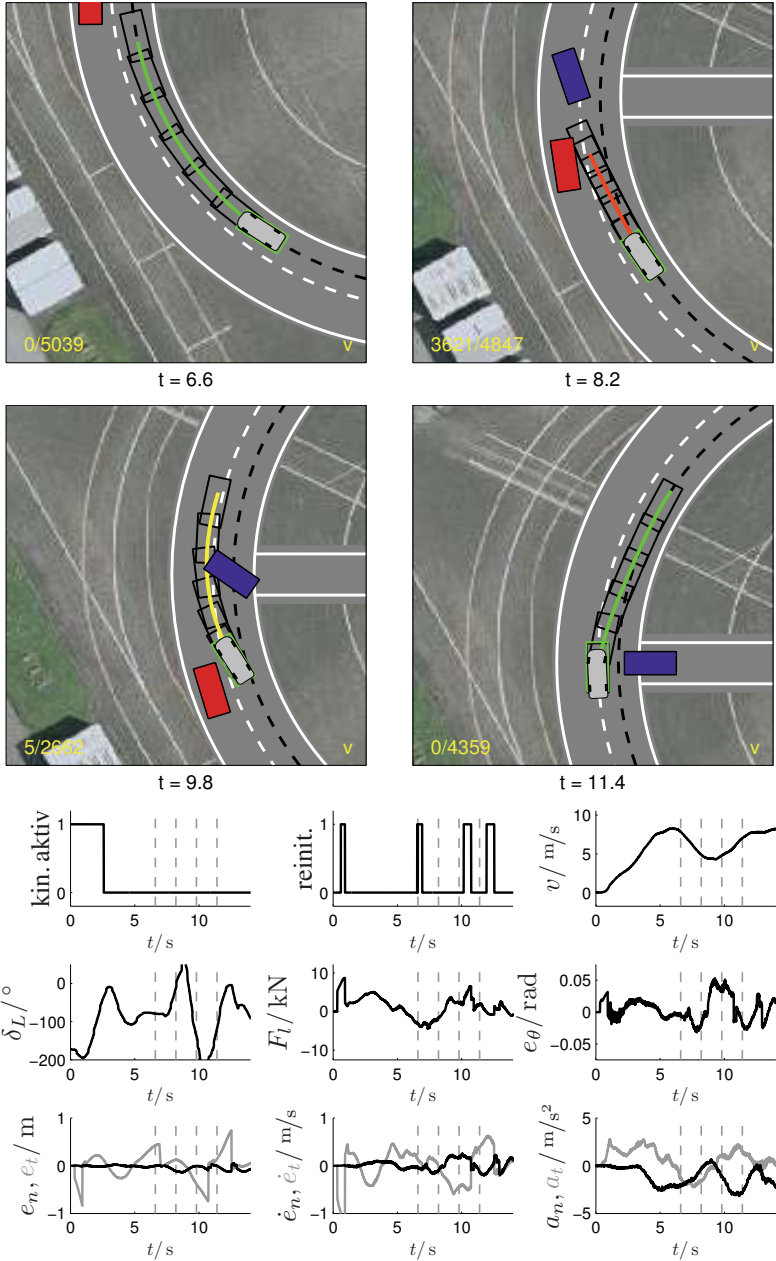 0/5039 v
3621/4847 v
t = 6.6
t = 8.2
5/2662 v
0/4359 v
t = 9.8
t = 11.4
kin. aktiv
1
0
0 5 10
t/ s
reinit.
1
0
0 5 10
t/ s
v/ m/s
10
5
0
0 5 10
t/ s
δ_L/ °
0
−100
−200
0 5 10
t/ s
F_l/ kN
10
0
−10
0 5 10
t/ s
e_θ/ rad
0.05
0
−0.05
0 5 10
t/ s
e_n, e_t/ m
1
0
−1
0 5 10
t/ s
ė_n, ė_t/ m/s
1
0
−1
0 5 10
t/ s
a_n, a_t/ m/s²
5
0
−5
0 5 10
t/ s